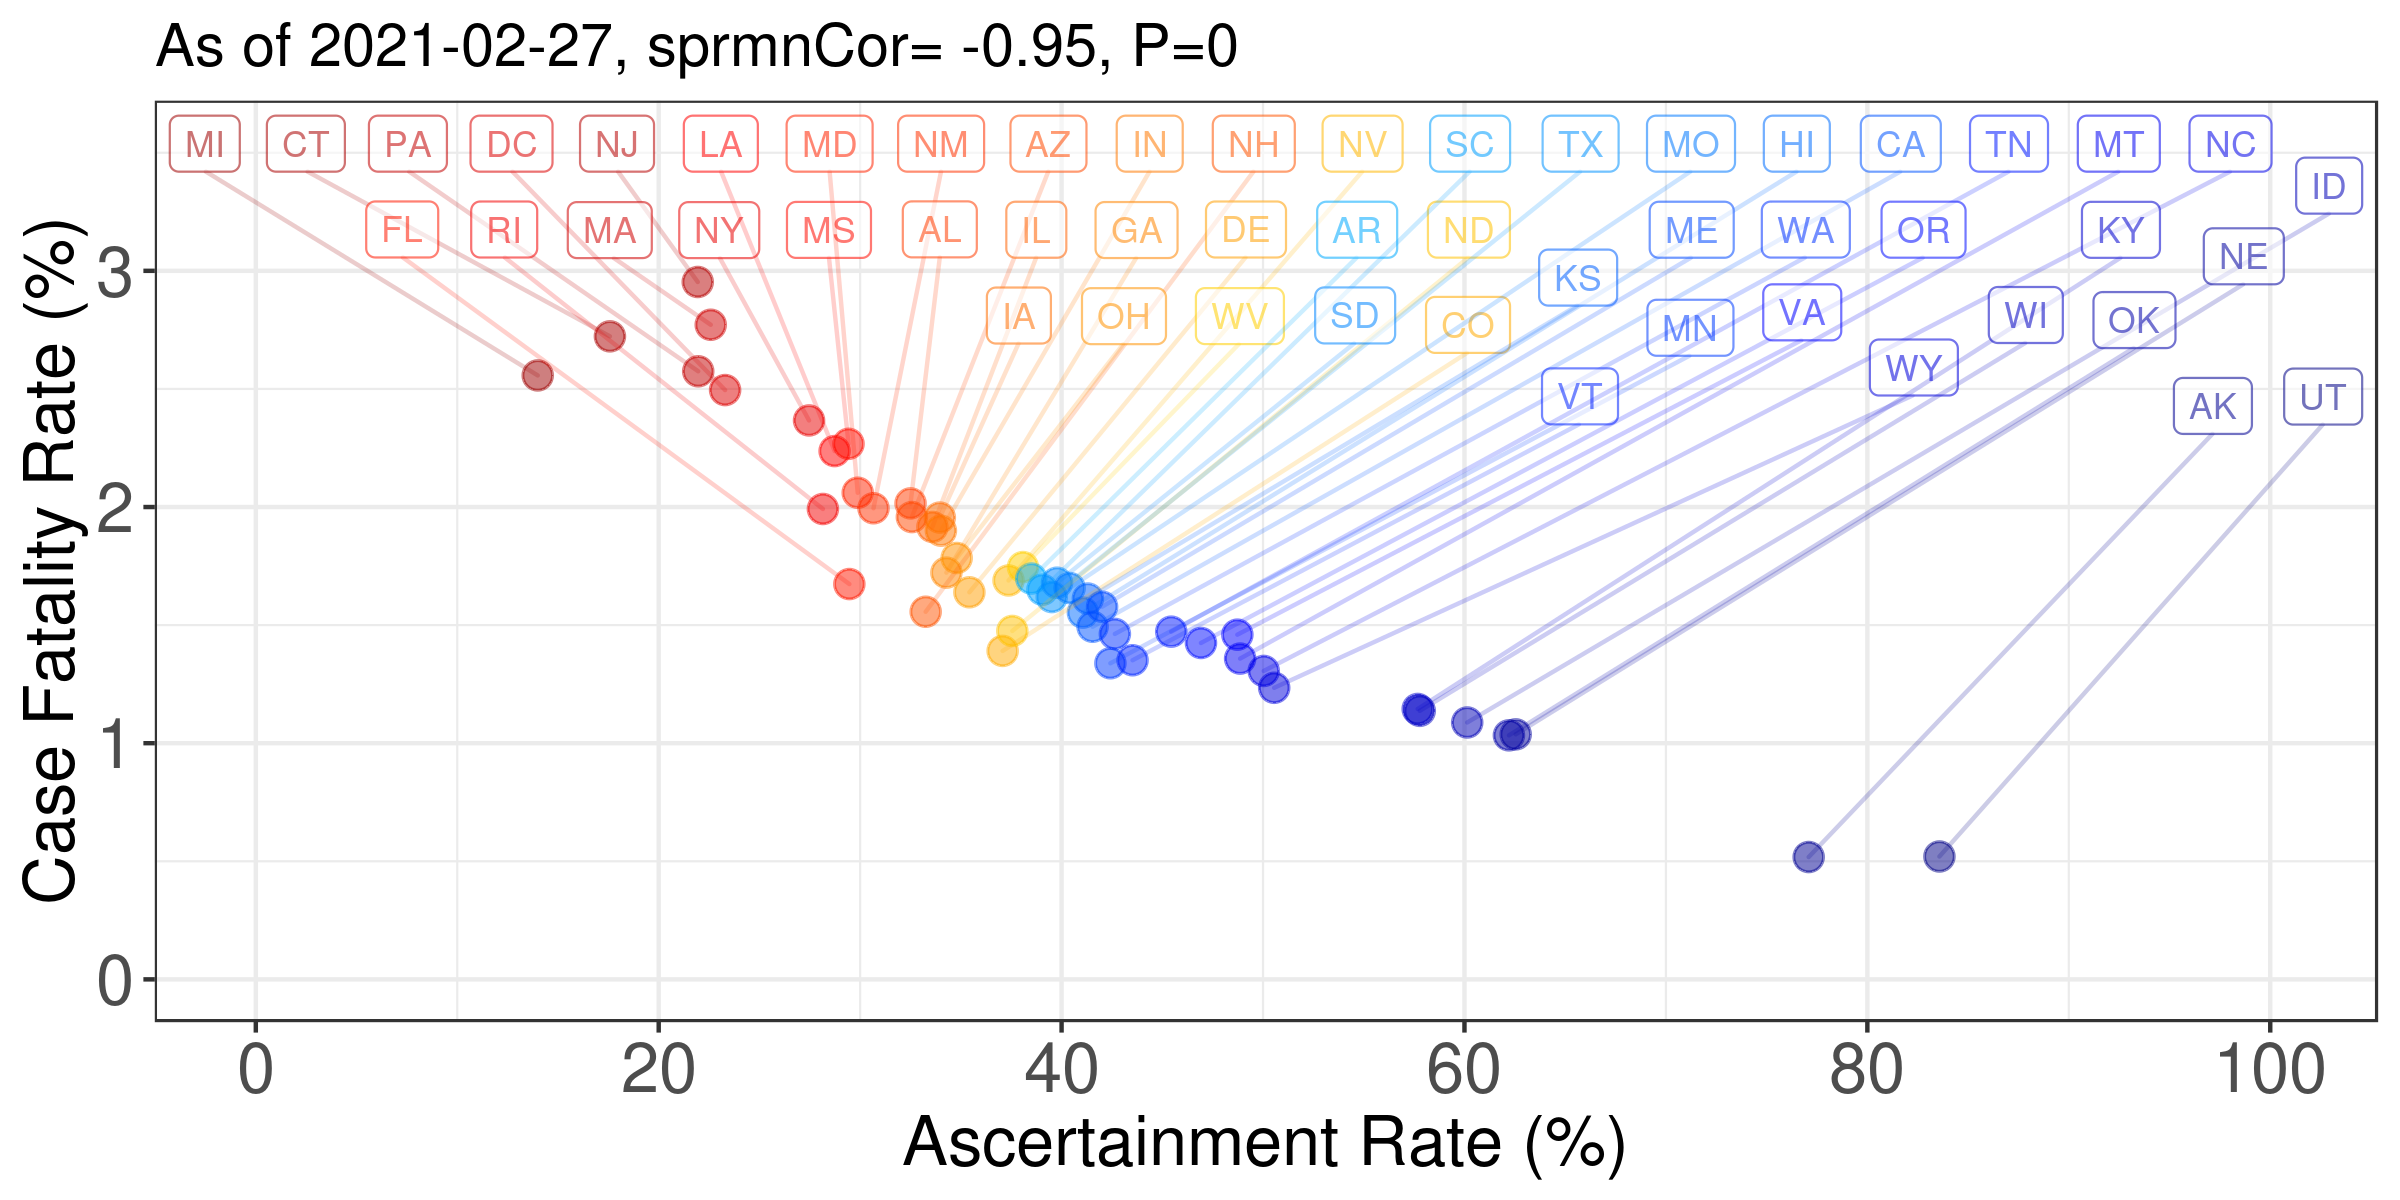 As of 2021-02-27, sprmnCor= -0.95, P=0
MI CT PA DC NJ LA MD NM AZ IN NH NV SC TX MO HI CA TN MT NC
ID
FL RI MA NY MS AL IL GA DE AR ND ME WA OR KY
NE
KS
IA OH WV SD CO MN VA WI OK
WY
VT AK UT
Case Fatality Rate (%)
3
2
1
0
0 20 40 60 80 100
Ascertainment Rate (%)